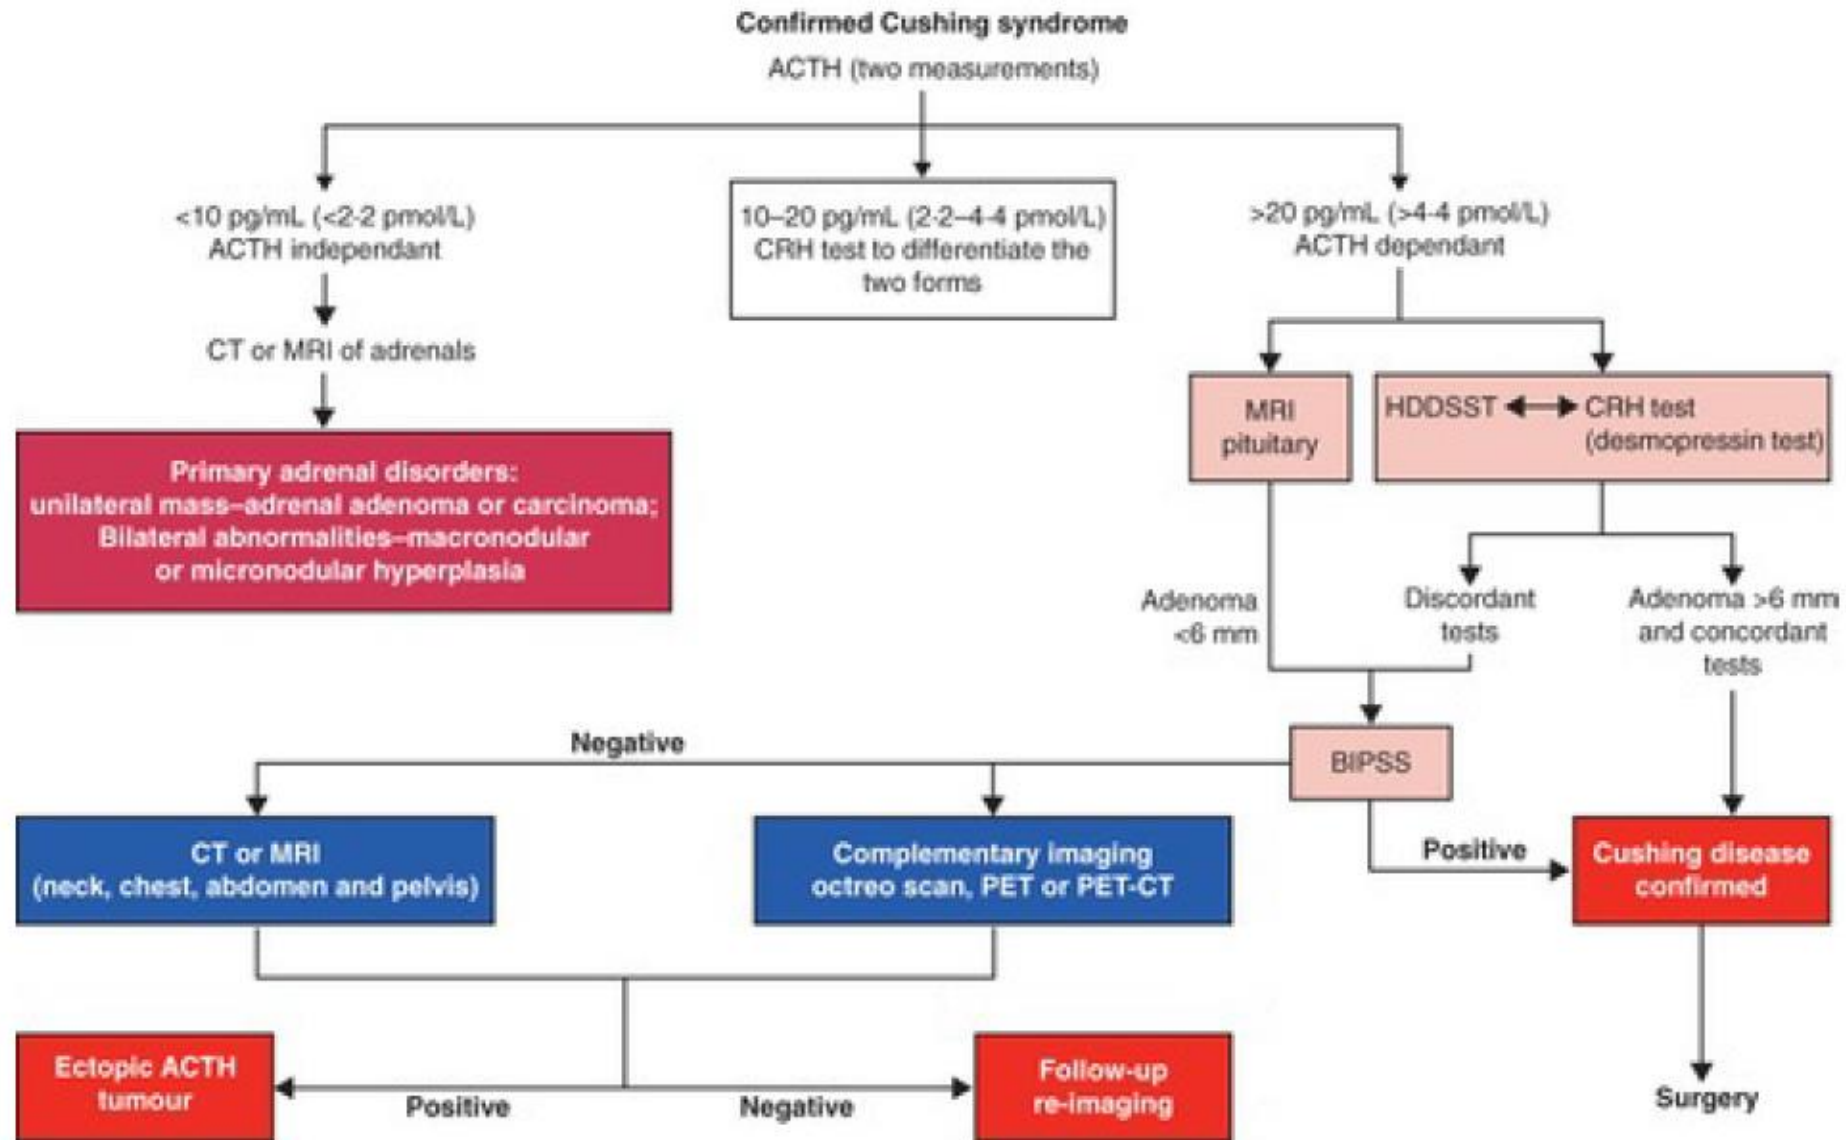 Confirmed Cushing syndrome
ACTH (two measurements)
<10 pg/mL (<2·2 pmol/L)
ACTH independant
10–20 pg/mL (2·2–4·4 pmol/L)
CRH test to differentiate the
two forms
>20 pg/mL (>4·4 pmol/L)
ACTH dependant
CT or MRI of adrenals
MRI
pituitary
HDDSST
CRH test
(desmopressin test)
Primary adrenal disorders:
unilateral mass–adrenal adenoma or carcinoma;
Bilateral abnormalities–macronodular
or micronodular hyperplasia
Adenoma
<6 mm
Discordant
tests
Adenoma >6 mm
and concordant
tests
Negative
BIPSS
CT or MRI
(neck, chest, abdomen and pelvis)
Complementary imaging
octreo scan, PET or PET-CT
Positive
Cushing disease
confirmed
Ectopic ACTH
tumour
Positive
Negative
Follow-up
re-imaging
Surgery